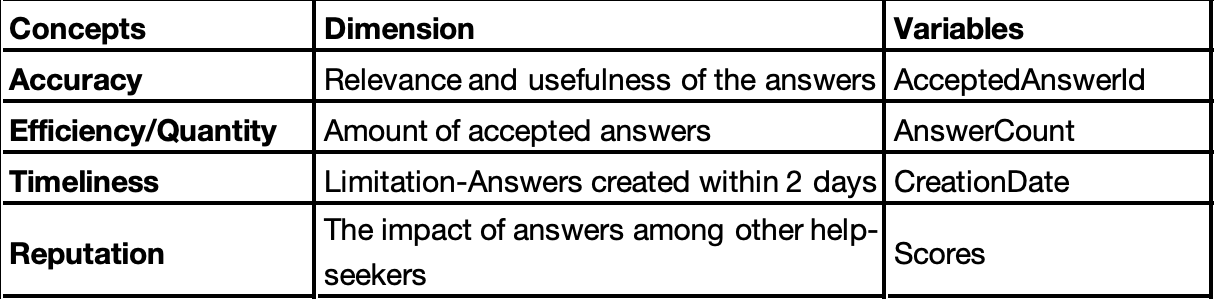 Concepts Dimension Variables
Accuracy Relevance and usefulness of the answers AcceptedAnswerId
Efficiency/Quantity Amount of accepted answers AnswerCount
Timeliness Limitation-Answers created within 2 days CreationDate
Reputation The impact of answers among other help-
seekers Scores